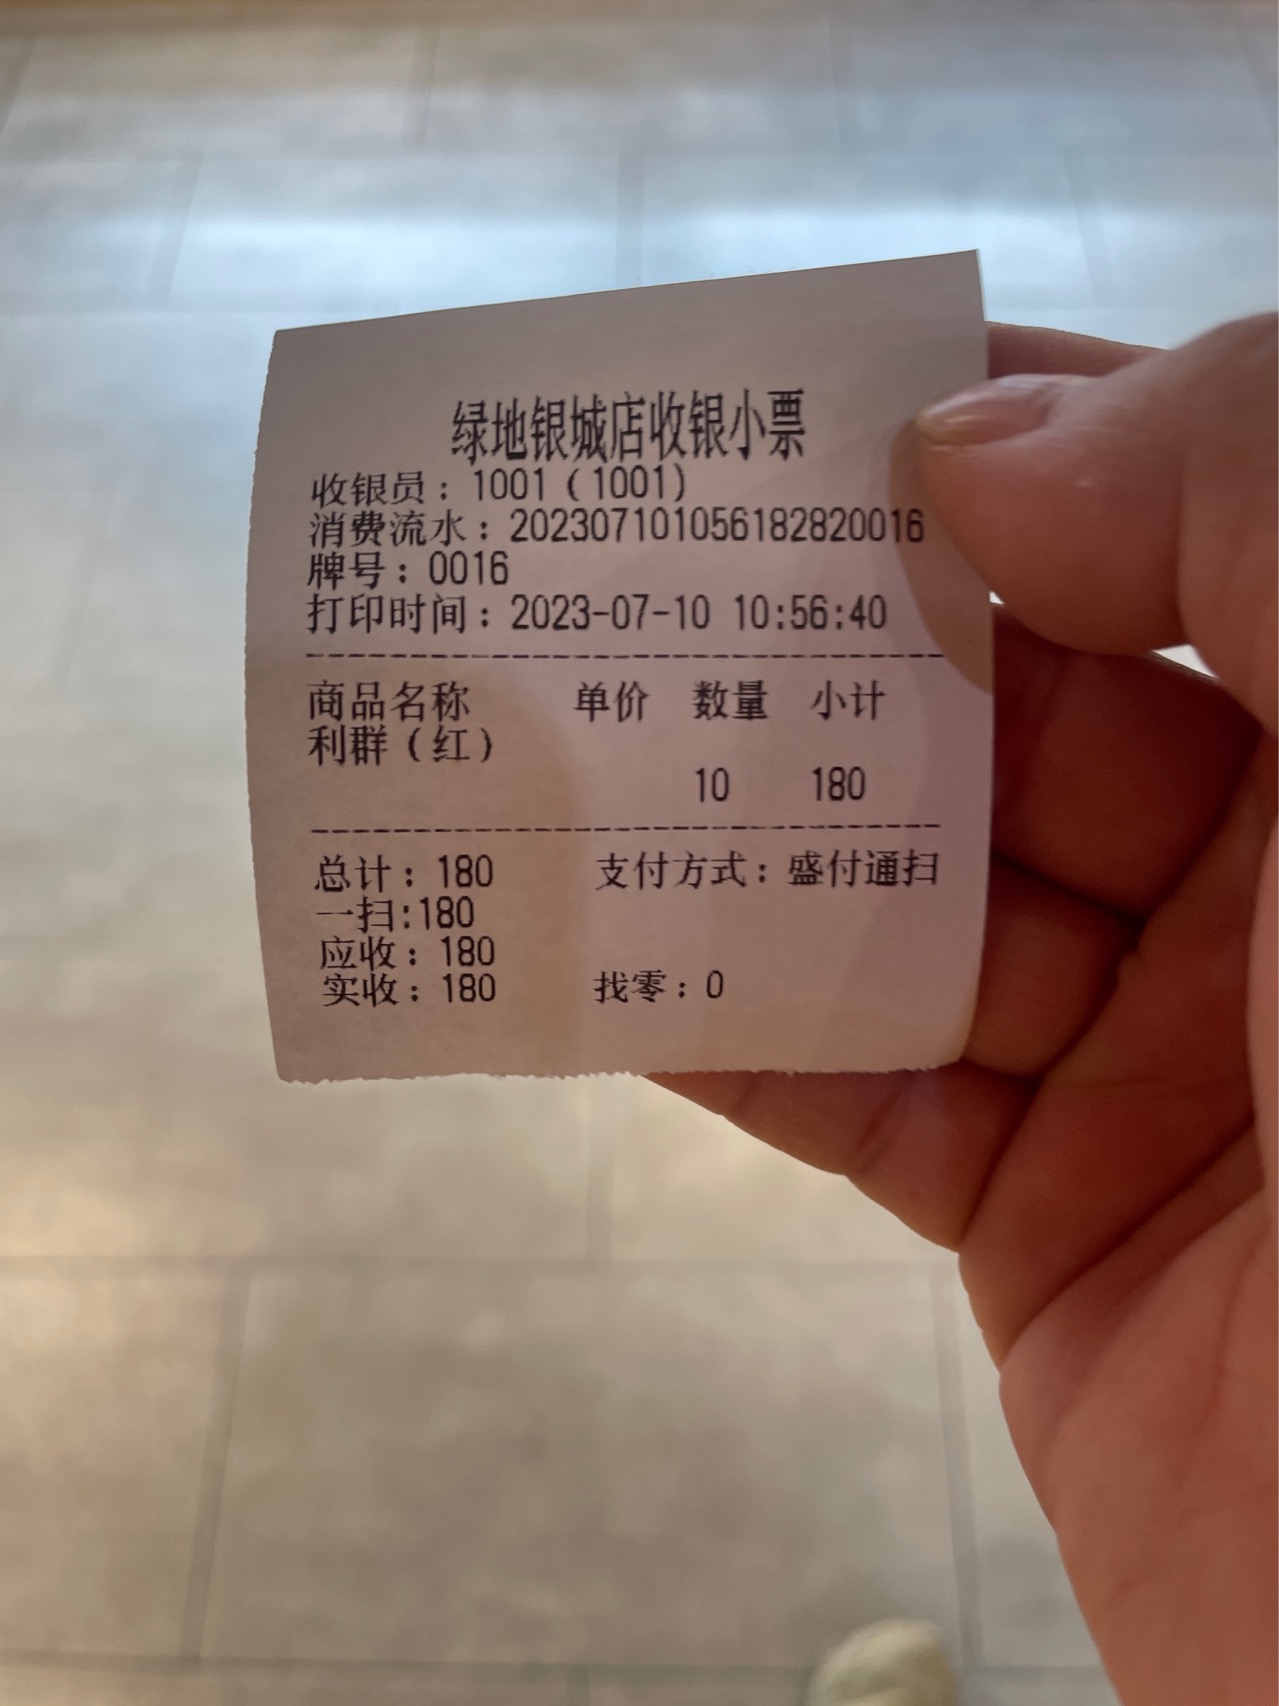 绿地银城店收银小票
收银员：1001（1001）
消费流水：2023071010561828​20016
牌号：0016
打印时间：2023-07-10 10:56:40
商品名称 单价 数量 小计
利群（红）
10 180
总计：180 支付方式：盛付通扫
一扫:180
应收：180
实收：180 找零：0